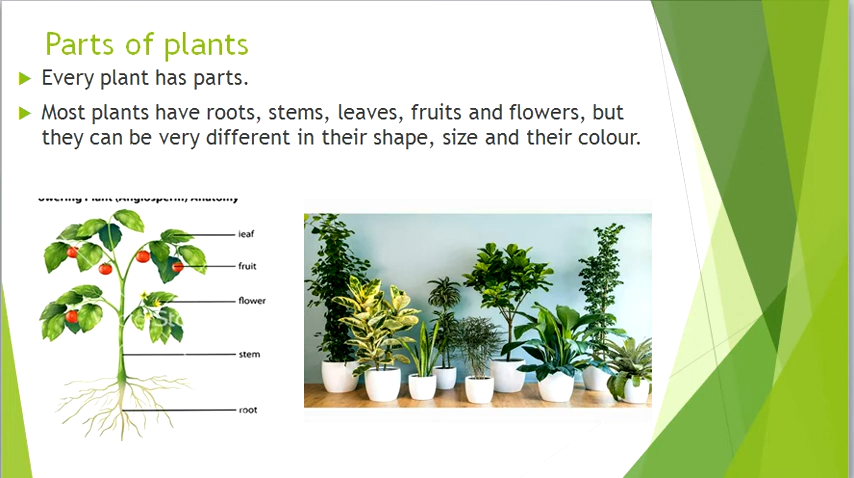 Parts of plants
Every plant has parts.
Most plants have roots, stems, leaves, fruits and flowers, but
they can be very different in their shape, size and their colour.
Plant (Angiosperm) Anatomy
leaf
fruit
flower
stem
root